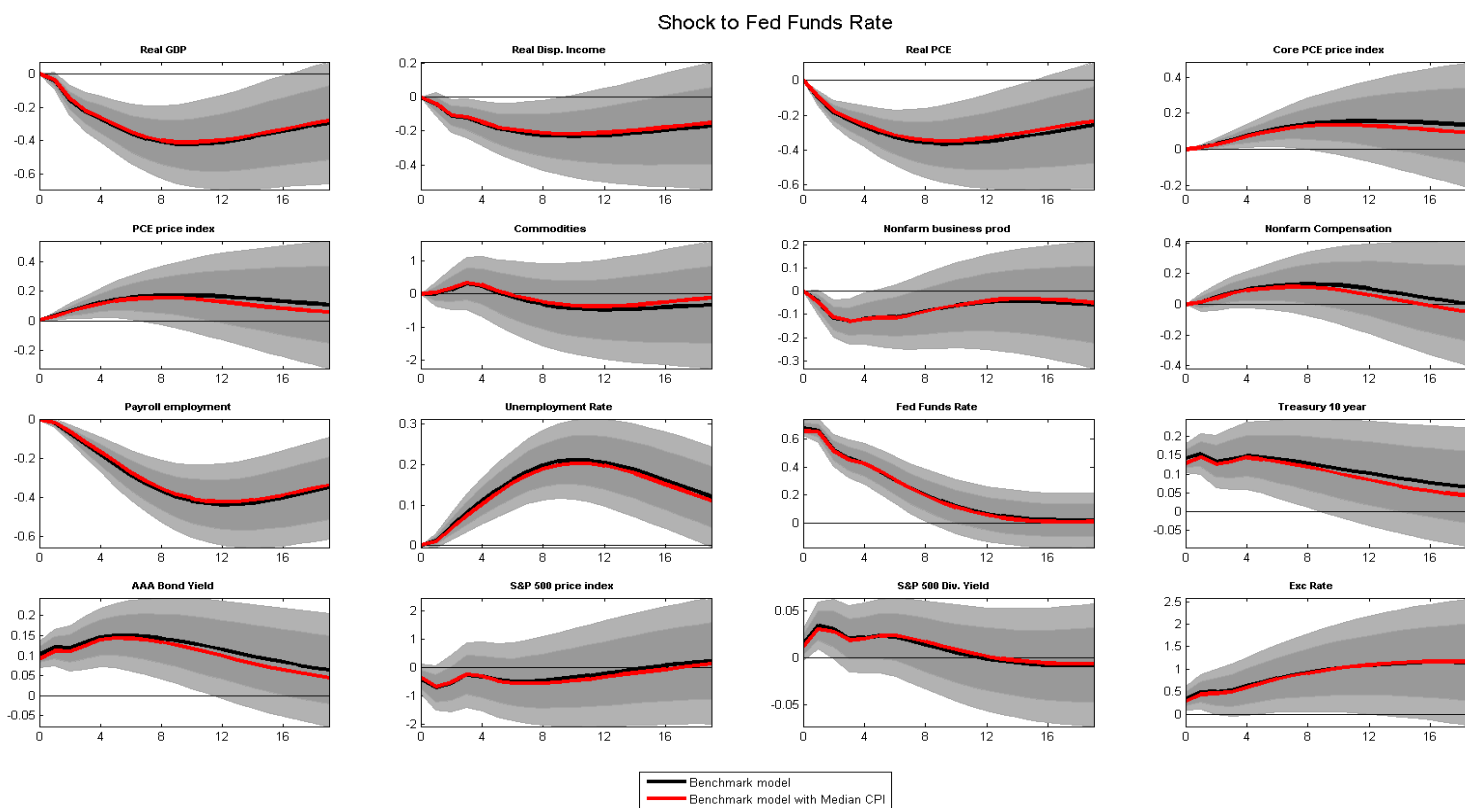 Shock to Fed Funds Rate
Real GDP
0
-0.2
-0.4
-0.6
0 4 8 12 16
Real Disp. Income
0.2
0
-0.2
-0.4
0 4 8 12 16
Real PCE
0
-0.2
-0.4
-0.6
0 4 8 12 16
Core PCE price index
0.4
0.2
0
-0.2
0 4 8 12 16
PCE price index
0.4
0.2
0
-0.2
0 4 8 12 16
Commodities
1
0
-1
-2
0 4 8 12 16
Nonfarm business prod
0.2
0.1
0
-0.1
-0.2
-0.3
0 4 8 12 16
Nonfarm Compensation
0.4
0.2
0
-0.2
-0.4
0 4 8 12 16
Payroll employment
0
-0.2
-0.4
-0.6
0 4 8 12 16
Unemployment Rate
0.3
0.2
0.1
0
0 4 8 12 16
Fed Funds Rate
0.6
0.4
0.2
0
0 4 8 12 16
Treasury 10 year
0.2
0.15
0.1
0.05
0
-0.05
0 4 8 12 16
AAA Bond Yield
0.2
0.15
0.1
0.05
0
-0.05
0 4 8 12 16
S&P 500 price index
2
1
0
-1
-2
0 4 8 12 16
S&P 500 Div. Yield
0.05
0
-0.05
0 4 8 12 16
Exc Rate
2.5
2
1.5
1
0.5
0
0 4 8 12 16
Benchmark model
Benchmark model with Median CPI